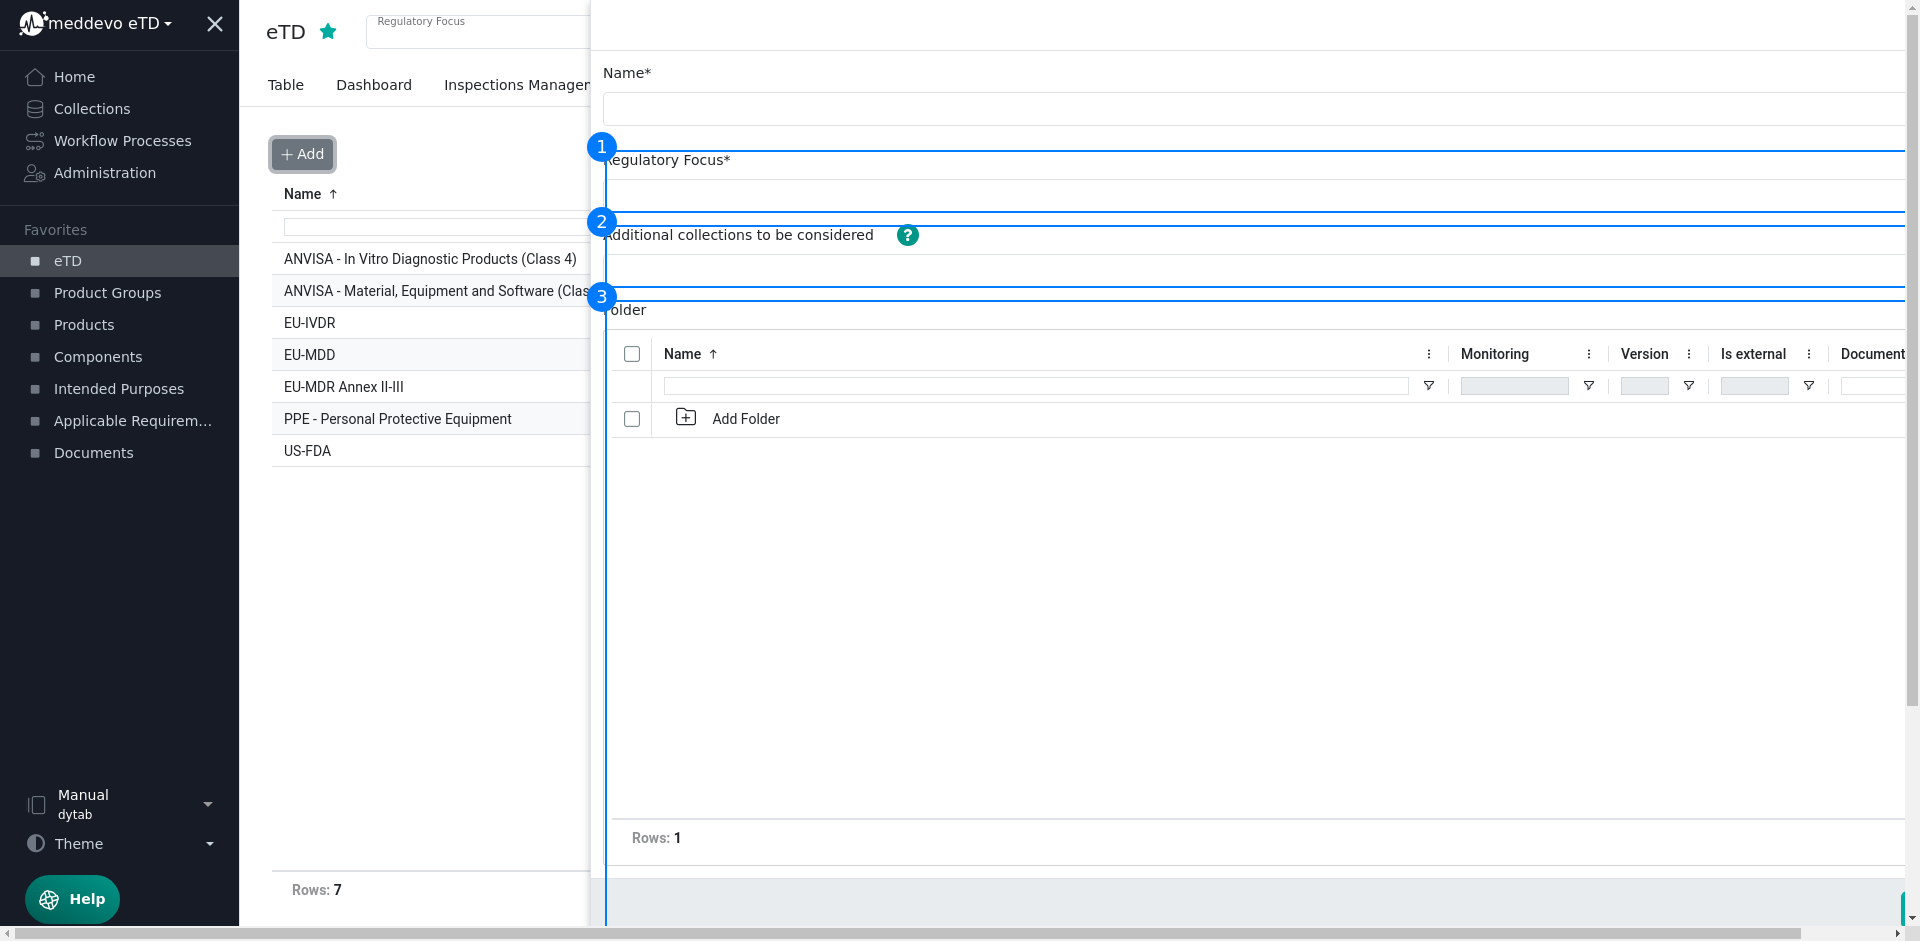 meddevo eTD
Home
Collections
Workflow Processes
Administration
Favorites
eTD
Product Groups
Products
Components
Intended Purposes
Applicable Requirem...
Documents
Manual
dytab
Theme
Help
eTD
Regulatory Focus
Table Dashboard Inspections Manager
Add
Name
ANVISA - In Vitro Diagnostic Products (Class 4)
ANVISA - Material, Equipment and Software (Clas
EU-IVDR
EU-MDD
EU-MDR Annex II-III
PPE - Personal Protective Equipment
US-FDA
Rows: 7
Name*
1
Regulatory Focus*
2
Additional collections to be considered ?
3
Folder
Name Monitoring Version Is external Document
Add Folder
Rows: 1